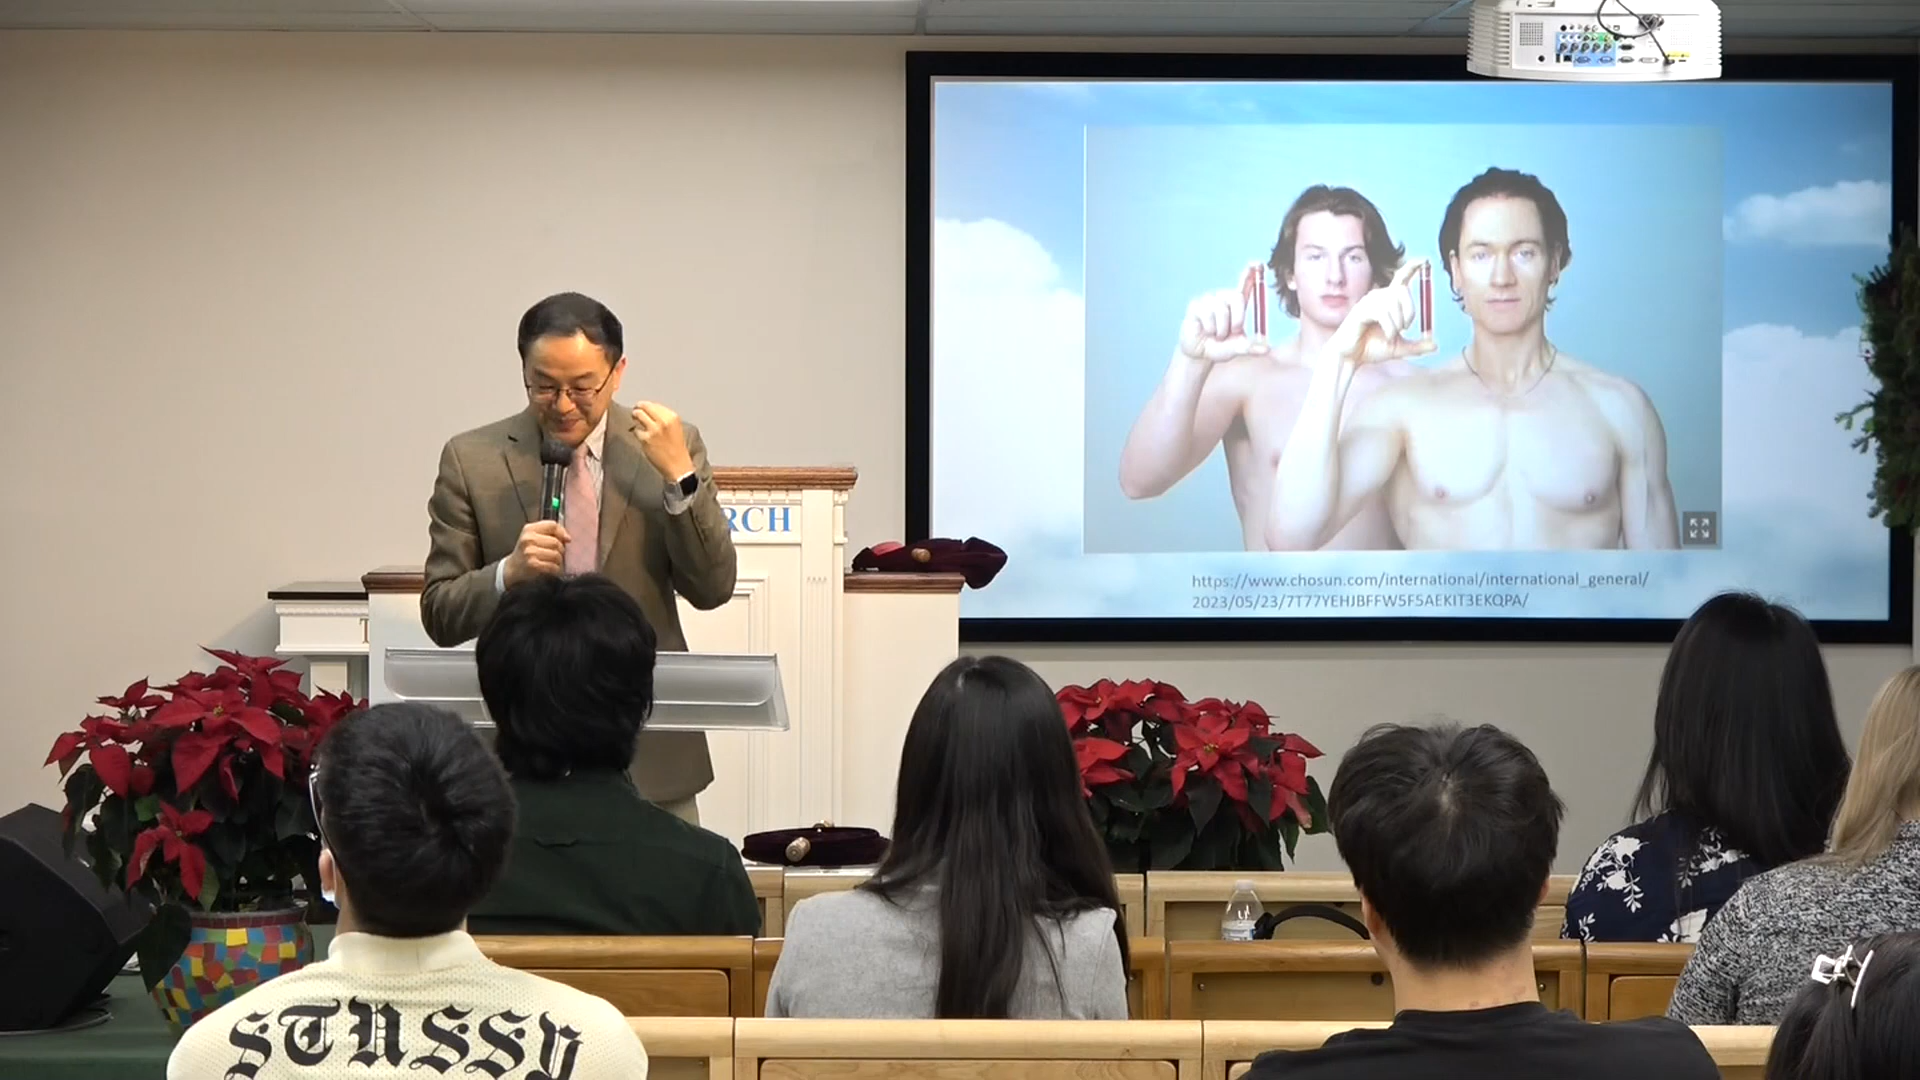 RCH
https://www.chosun.com/international/international_general/
2023/05/23/7T77YEHJBFFW5F5AEKIT3EKQPA/
STUSSY